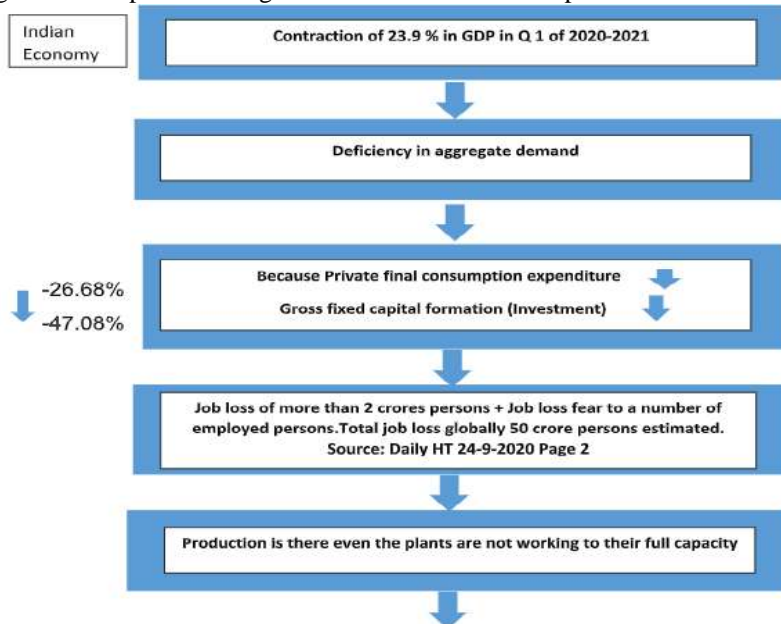 Indian
Economy
Contraction of 23.9 % in GDP in Q 1 of 2020-2021
Deficiency in aggregate demand
-26.68%
-47.08%
Because Private final consumption expenditure
Gross fixed capital formation (Investment)
Job loss of more than 2 crores persons + Job loss fear to a number of
employed persons.Total job loss globally 50 crore persons estimated.
Source: Daily HT 24-9-2020 Page 2
Production is there even the plants are not working to their full capacity